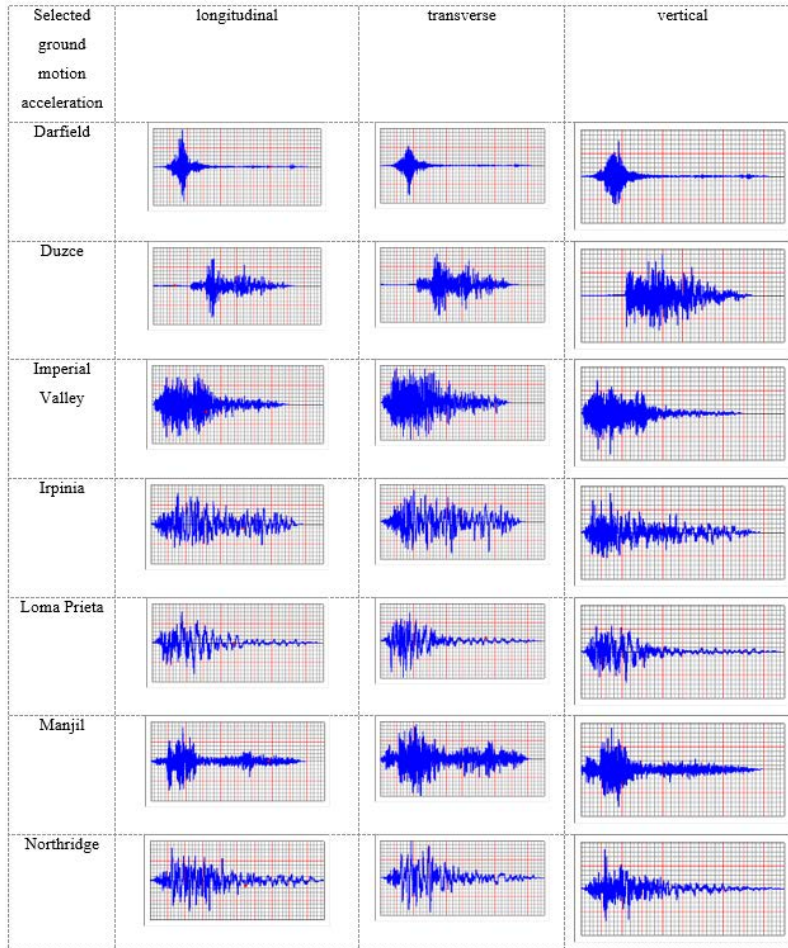 Selected longitudinal transverse vertical
ground
motion
acceleration
Darfield
Duzce
Imperial
Valley
Irpinia
Loma Prieta
Manjil
Northridge